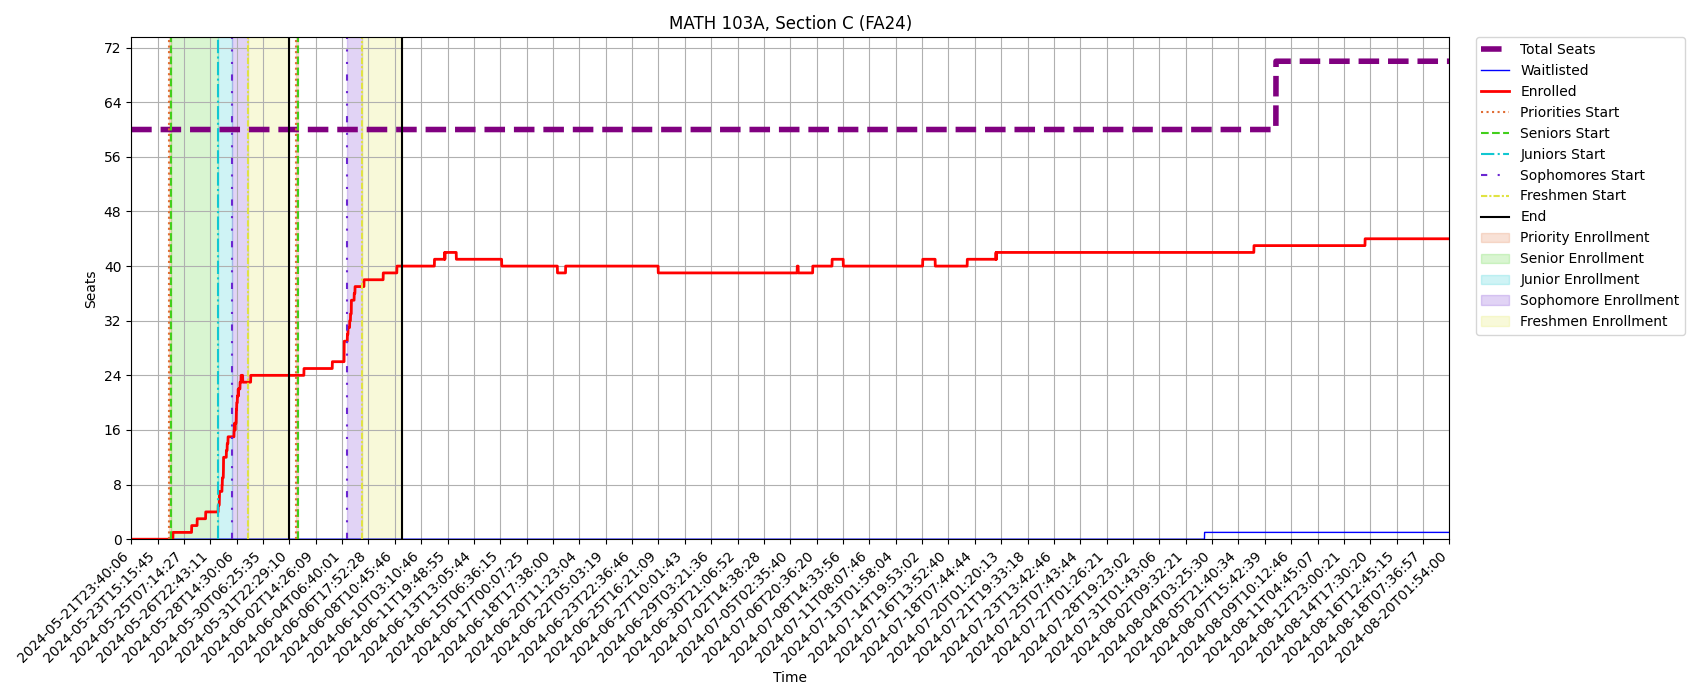 MATH 103A, Section C (FA24)
72
64
56
48
40
32
24
16
8
0
Seats
2024-05-21T23:40:06
2024-05-23T15:15:45
2024-05-25T07:14:27
2024-05-26T22:43:11
2024-05-28T14:30:06
2024-05-30T06:25:35
2024-05-31T22:29:10
2024-06-02T14:26:09
2024-06-04T06:40:01
2024-06-06T17:52:28
2024-06-08T10:45:46
2024-06-10T03:10:46
2024-06-11T19:48:55
2024-06-13T13:05:44
2024-06-15T06:36:15
2024-06-17T00:07:25
2024-06-18T17:38:00
2024-06-20T11:23:04
2024-06-22T05:03:19
2024-06-23T22:36:46
2024-06-25T16:21:09
2024-06-27T10:01:43
2024-06-29T03:21:36
2024-06-30T21:06:52
2024-07-02T14:38:28
2024-07-05T02:35:40
2024-07-06T20:36:20
2024-07-08T14:33:56
2024-07-11T08:07:46
2024-07-13T01:58:04
2024-07-14T19:53:02
2024-07-16T13:52:40
2024-07-18T07:44:44
2024-07-20T01:20:13
2024-07-21T19:33:18
2024-07-23T13:42:46
2024-07-25T07:43:44
2024-07-27T01:26:21
2024-07-28T19:23:02
2024-07-31T01:43:06
2024-08-02T09:32:21
2024-08-04T03:25:30
2024-08-05T21:40:34
2024-08-07T15:42:39
2024-08-09T10:12:46
2024-08-11T04:45:07
2024-08-12T23:00:21
2024-08-14T17:30:20
2024-08-16T12:45:15
2024-08-18T07:36:57
2024-08-20T01:54:00
Time
Total Seats
Waitlisted
Enrolled
Priorities Start
Seniors Start
Juniors Start
Sophomores Start
Freshmen Start
End
Priority Enrollment
Senior Enrollment
Junior Enrollment
Sophomore Enrollment
Freshmen Enrollment